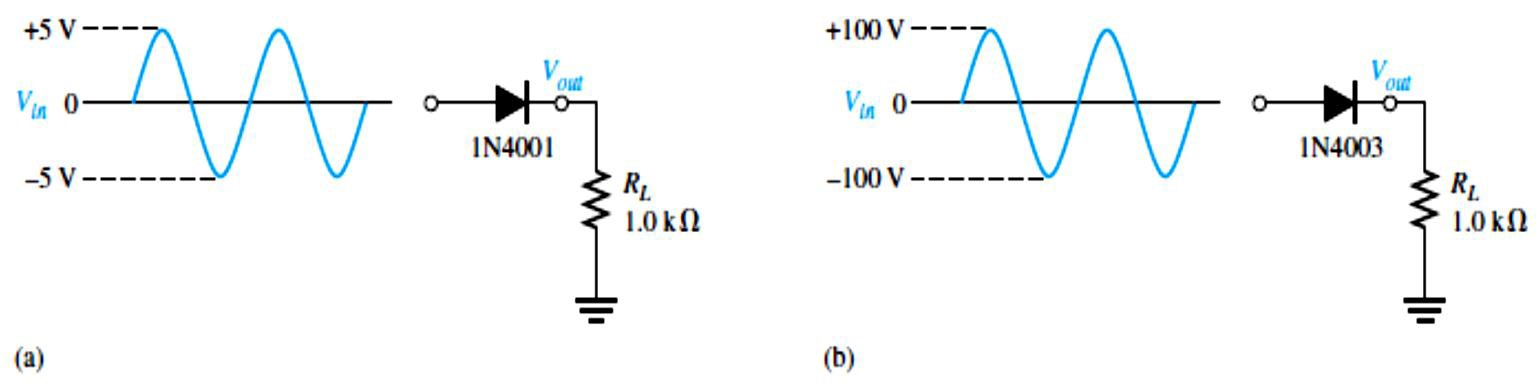 +5 V
V_in 0
–5 V
V_out
1N4001
R_L
1.0 kΩ
(a)
+100 V
V_in 0
–100 V
V_out
1N4003
R_L
1.0 kΩ
(b)